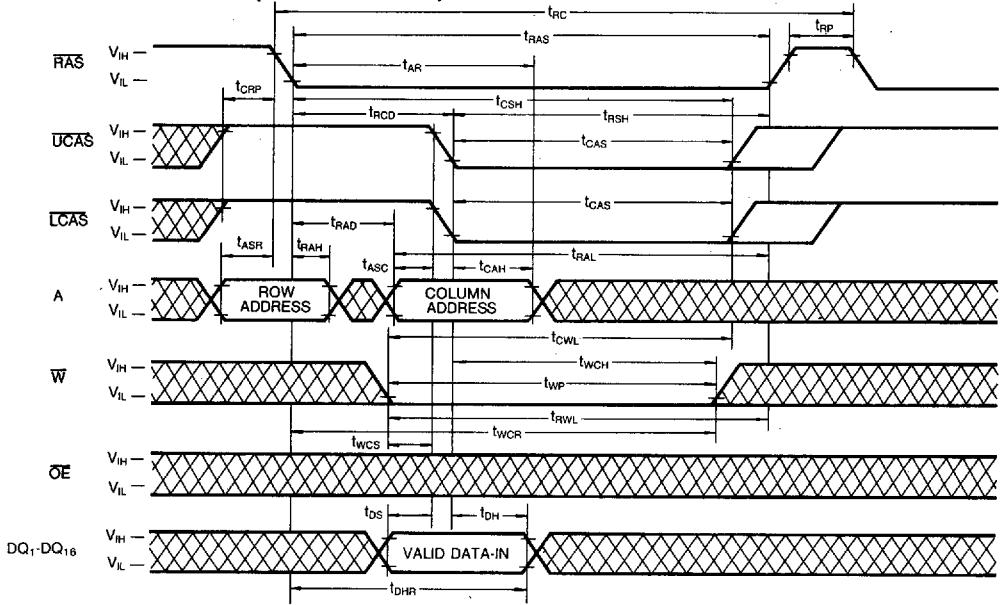 tRC
tRAS
tRP
RAS
VIH
VIL
tAR
tCRP
tCSH
tRCD
tRSH
UCAS
VIH
VIL
tCAS
LCAS
VIH
VIL
tCAS
tRAD
tRAL
tASR
tRAH
tASC
tCAH
A
VIH
VIL
ROW
ADDRESS
COLUMN
ADDRESS
tCWL
tWCH
W
VIH
VIL
tWP
tRWL
tWCR
tWCS
OE
VIH
VIL
tDS
tDH
DQ1-DQ16
VIH
VIL
VALID DATA-IN
tDHR